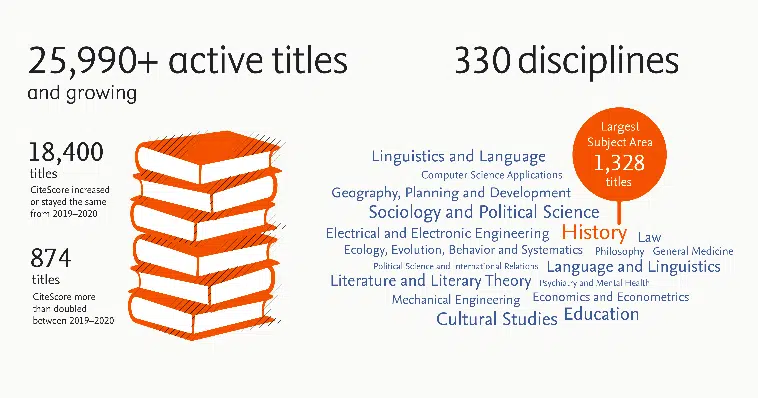 25,990+ active titles
and growing
18,400
titles
CiteScore increased
or stayed the same
from 2019–2020
874
titles
CiteScore more
than doubled
between 2019–2020
330 disciplines
Largest
Subject Area
1,328
titles
Linguistics and Language
Computer Science Applications
Geography, Planning and Development
Sociology and Political Science
Electrical and Electronic Engineering History Law
Ecology, Evolution, Behavior and Systematics Philosophy General Medicine
Political Science and International Relations Language and Linguistics
Literature and Literary Theory Psychiatry and Mental Health
Mechanical Engineering Economics and Econometrics
Cultural Studies Education